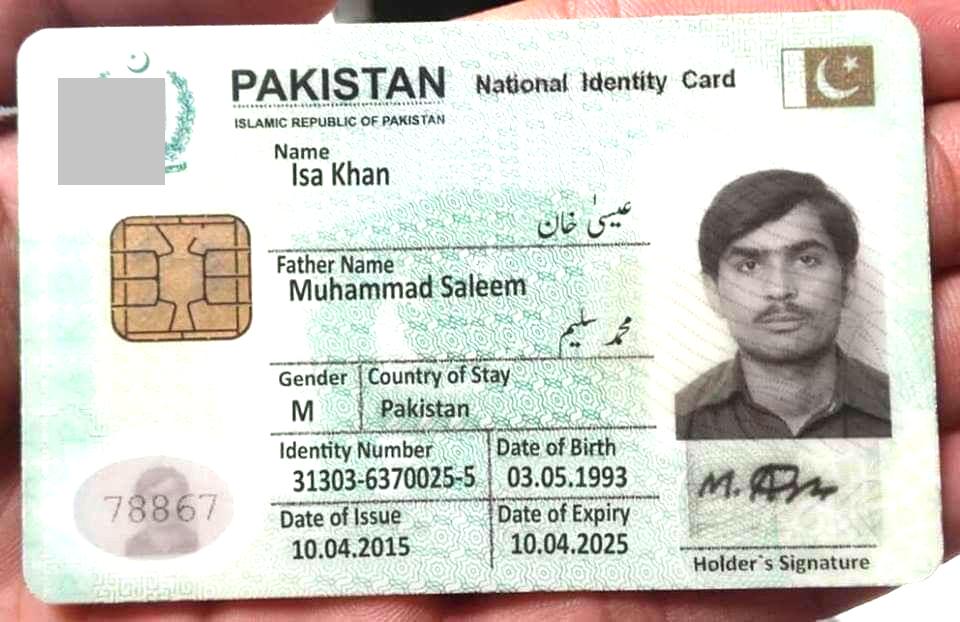 PAKISTAN National Identity Card
ISLAMIC REPUBLIC OF PAKISTAN
Name
Isa Khan
عیسیٰ خان
Father Name
Muhammad Saleem
محمد سلیم
Gender Country of Stay
M Pakistan
Identity Number Date of Birth
31303-6370025-5 03.05.1993
Date of Issue Date of Expiry
10.04.2015 10.04.2025
78867
Holder`s Signature